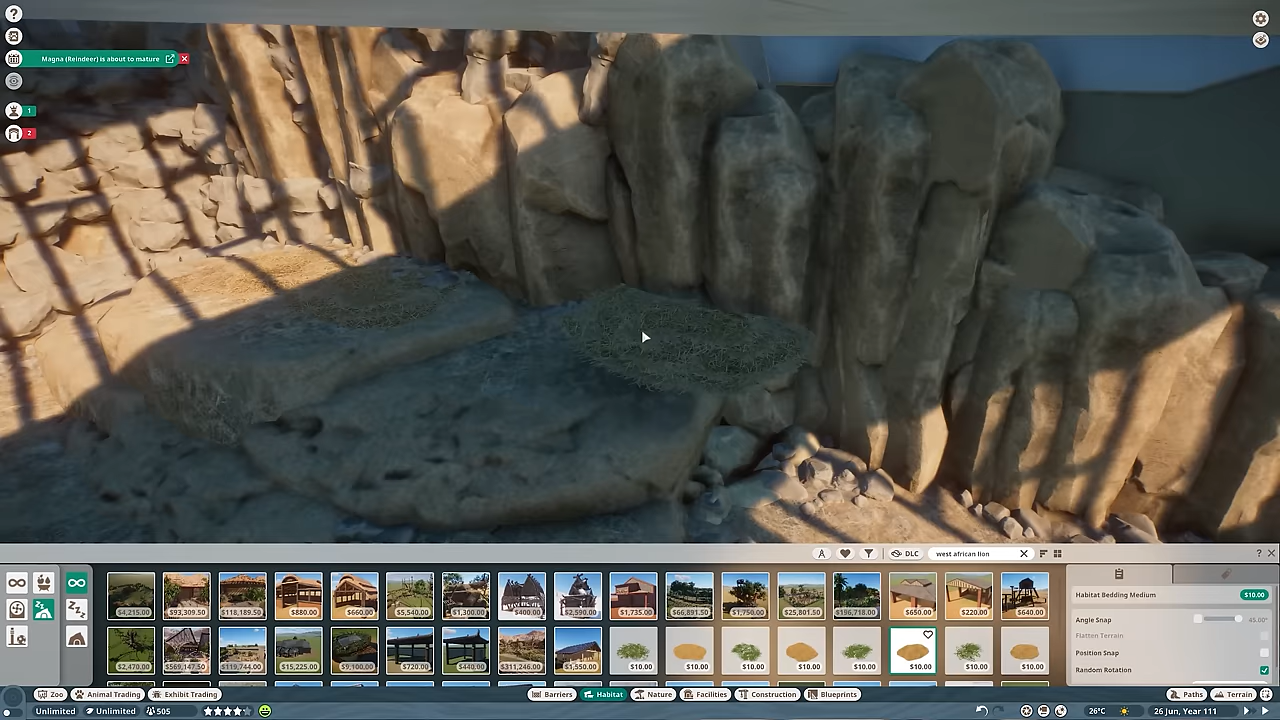 ?
Magna (Reindeer) is about to mature
1
2
DLC
west african lion
?
$4,215.00 $93,309.50 $118,189.50 $880.00 $660.00 $5,540.00 $1,300.00 $400.00 $2,590.00 $1,735.00 $66,891.50 $1,750.00 $25,801.50 $196,718.00 $650.00 $220.00 $640.00
$2,470.00 $569,147.50 $119,744.00 $15,225.00 $9,100.00 $720.00 $440.00 $311,246.00 $1,550.00 $10.00 $10.00 $10.00 $10.00 $10.00 $10.00 $10.00 $10.00
Habitat Bedding Medium $10.00
Angle Snap 45.00°
Flatten Terrain
Position Snap
Random Rotation
Zoo Animal Trading Exhibit Trading Barriers Habitat Nature Facilities Construction Blueprints Paths Terrain
Unlimited Unlimited 505 26°C 26 Jun, Year 111